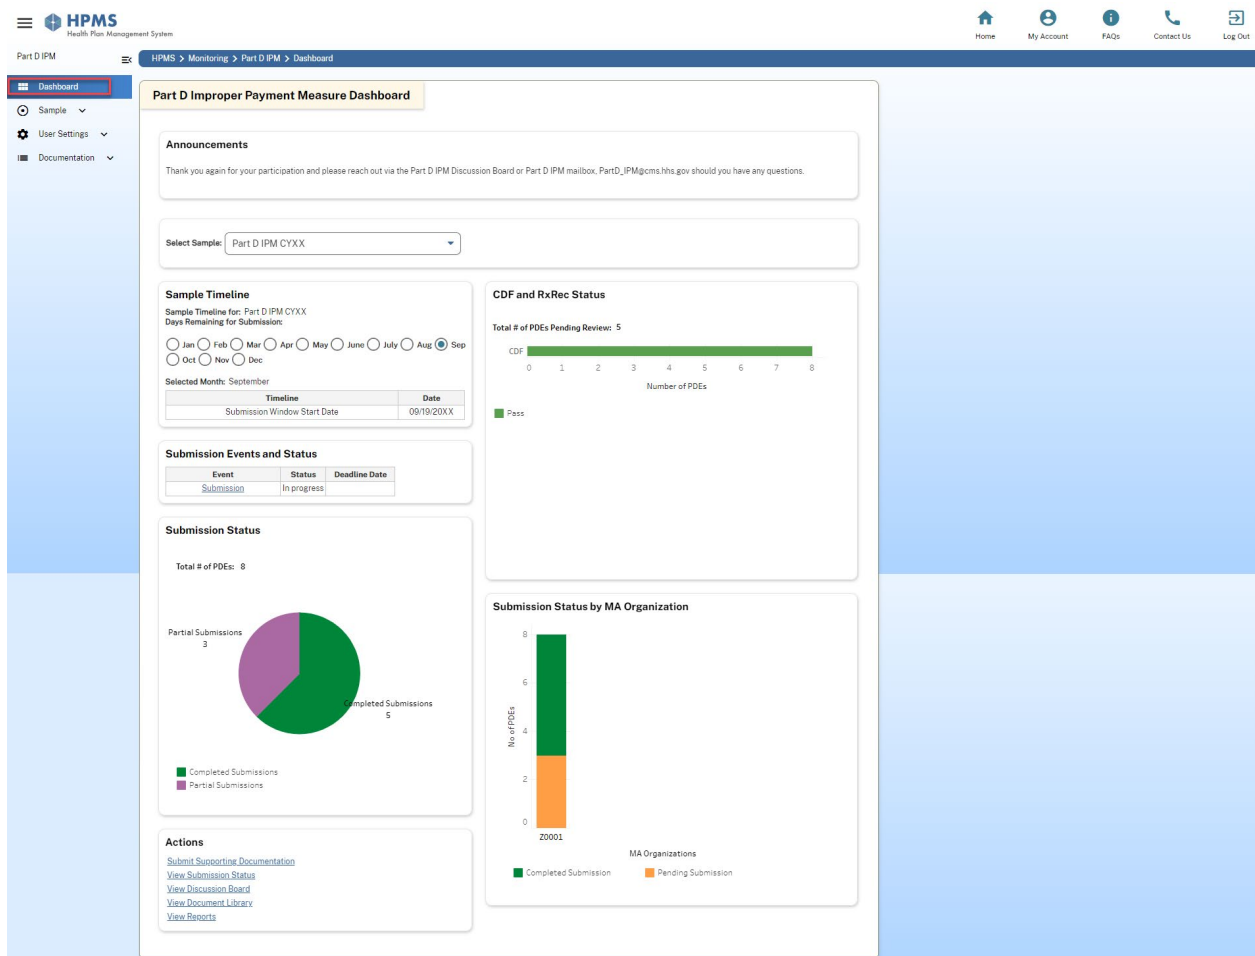 HPMS
Health Plan Management System
Home
My Account
FAQs
Contact Us
Log Out
Part D IPM
HPMS > Monitoring > Part D IPM > Dashboard
Dashboard
Sample
User Settings
Documentation
Part D Improper Payment Measure Dashboard
Announcements
Thank you again for your participation and please reach out via the Part D IPM Discussion Board or Part D IPM mailbox, PartD_IPM@cms.hhs.gov should you have any questions.
Select Sample: Part D IPM CYXX
Sample Timeline
Sample Timeline for: Part D IPM CYXX
Days Remaining for Submission:
Jan Feb Mar Apr May June July Aug Sep
Oct Nov Dec
Selected Month: September
Timeline Date
Submission Window Start Date 09/19/20XX
Submission Events and Status
Event Status Deadline Date
Submission In progress
Submission Status
Total # of PDEs: 8
Partial Submissions
3
Completed Submissions
5
Completed Submissions
Partial Submissions
Actions
Submit Supporting Documentation
View Submission Status
View Discussion Board
View Document Library
View Reports
CDF and RxRec Status
Total # of PDEs Pending Review: 5
CDF
0 1 2 3 4 5 6 7 8
Number of PDEs
Pass
Submission Status by MA Organization
8
6
4
2
0
No of PDEs
Z0001
MA Organizations
Completed Submission Pending Submission